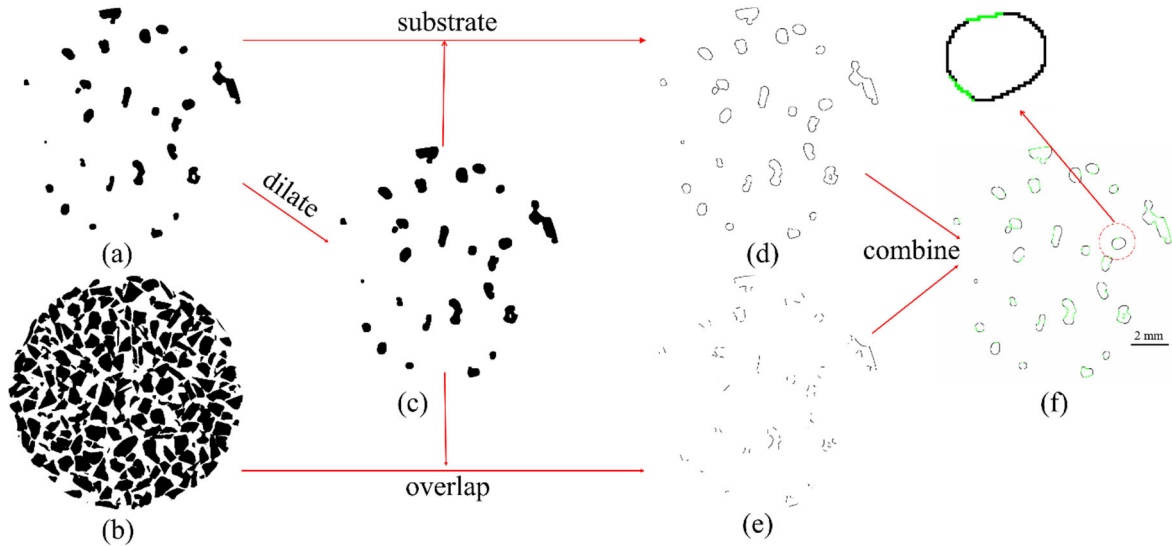 substrate
dilate
(a)
(d)
combine
2 mm
(c)
(f)
overlap
(b)
(e)